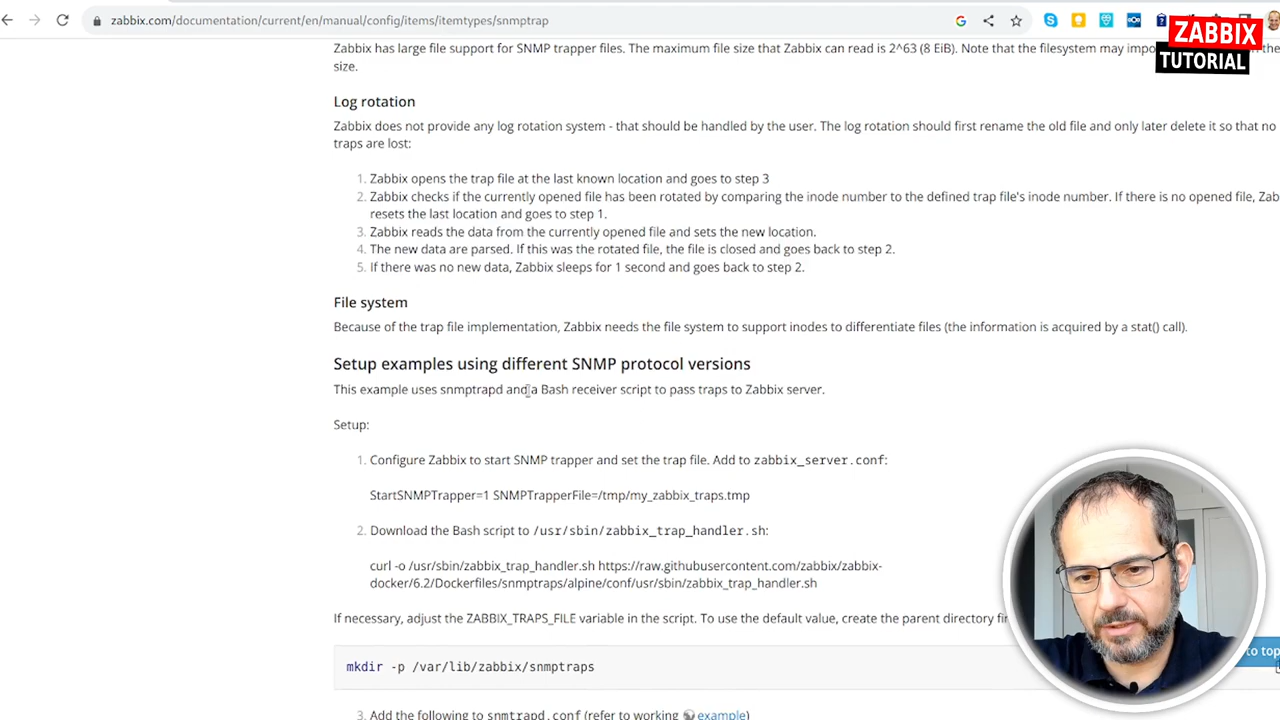 zabbix.com/documentation/current/en/manual/config/items/itemtypes/snmptrap
ZABBIX
TUTORIAL
Zabbix has large file support for SNMP trapper files. The maximum file size that Zabbix can read is 2^63 (8 EiB). Note that the filesystem may
size.
Log rotation
Zabbix does not provide any log rotation system - that should be handled by the user. The log rotation should first rename the old file and only later delete it so that no
traps are lost:
1. Zabbix opens the trap file at the last known location and goes to step 3
2. Zabbix checks if the currently opened file has been rotated by comparing the inode number to the defined trap file's inode number. If there is no opened file,
resets the last location and goes to step 1.
3. Zabbix reads the data from the currently opened file and sets the new location.
4. The new data are parsed. If this was the rotated file, the file is closed and goes back to step 2.
5. If there was no new data, Zabbix sleeps for 1 second and goes back to step 2.
File system
Because of the trap file implementation, Zabbix needs the file system to support inodes to differentiate files (the information is acquired by a stat() call).
Setup examples using different SNMP protocol versions
This example uses snmptrapd and a Bash receiver script to pass traps to Zabbix server.
Setup:
1. Configure Zabbix to start SNMP trapper and set the trap file. Add to zabbix_server.conf:
StartSNMPTrapper=1 SNMPTrapperFile=/tmp/my_zabbix_traps.tmp
2. Download the Bash script to /usr/sbin/zabbix_trap_handler.sh:
curl -o /usr/sbin/zabbix_trap_handler.sh https://raw.githubusercontent.com/zabbix/zabbix-
docker/6.2/Dockerfiles/snmptraps/alpine/conf/usr/sbin/zabbix_trap_handler.sh
If necessary, adjust the ZABBIX_TRAPS_FILE variable in the script. To use the default value, create the parent directory
to top
mkdir -p /var/lib/zabbix/snmptraps
3. Add the following to snmtrapd.conf (refer to working example)